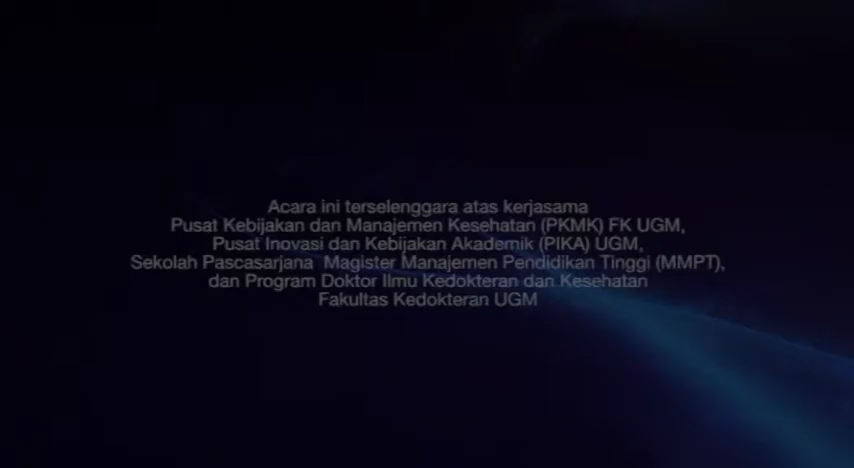 Acara ini terselenggara atas kerjasama
Pusat Kebijakan dan Manajemen Kesehatan (PKMK) FK UGM,
Pusat Inovasi dan Kebijakan Akademik (PIKA) UGM,
Sekolah Pascasarjana  Magister Manajemen Pendidikan Tinggi (MMPT),
dan Program Doktor Ilmu Kedokteran dan Kesehatan
Fakultas Kedokteran UGM